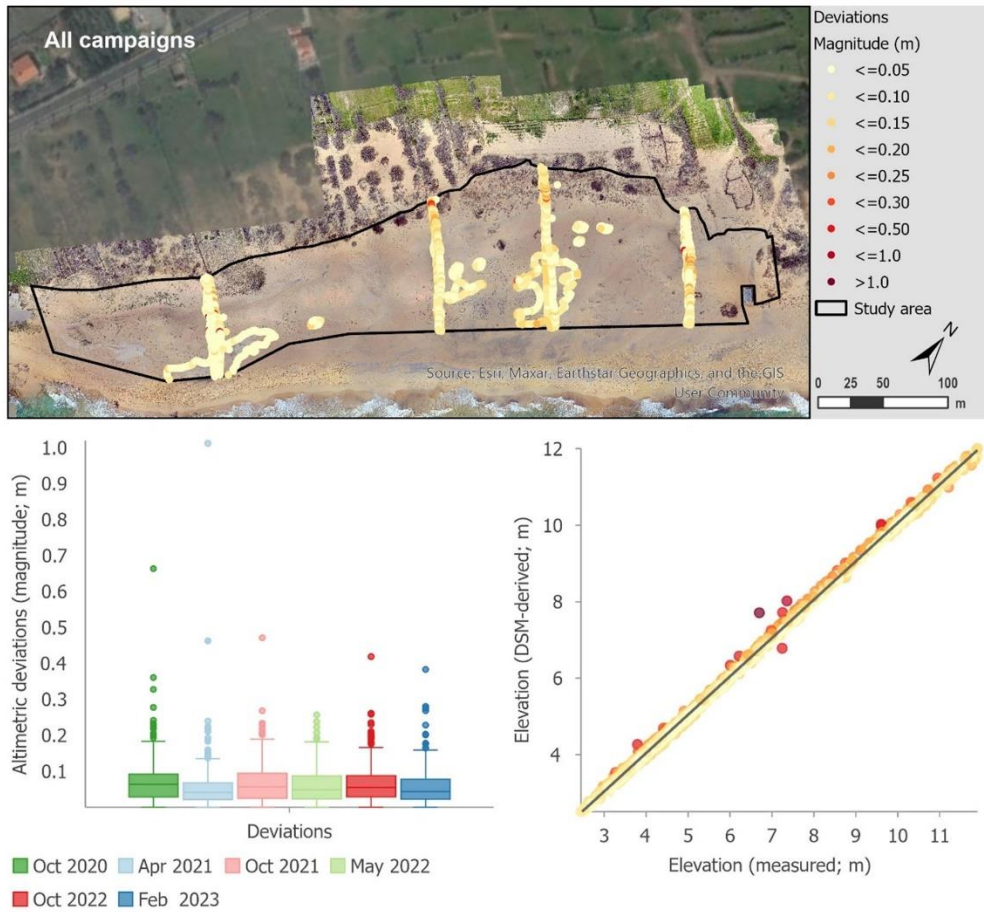 All campaigns
Source: Esri, Maxar, Earthstar Geographics, and the GIS
User Community
Deviations
Magnitude (m)
<=0.05
<=0.10
<=0.15
<=0.20
<=0.25
<=0.30
<=0.50
<=1.0
>1.0
Study area
N
0 25 50 100
m
Altimetric deviations (magnitude; m)
1.0
0.9
0.8
0.7
0.6
0.5
0.4
0.3
0.2
0.1
Deviations
Oct 2020 Apr 2021 Oct 2021 May 2022
Oct 2022 Feb 2023
Elevation (DSM-derived; m)
12
10
8
6
4
3 4 5 6 7 8 9 10 11
Elevation (measured; m)